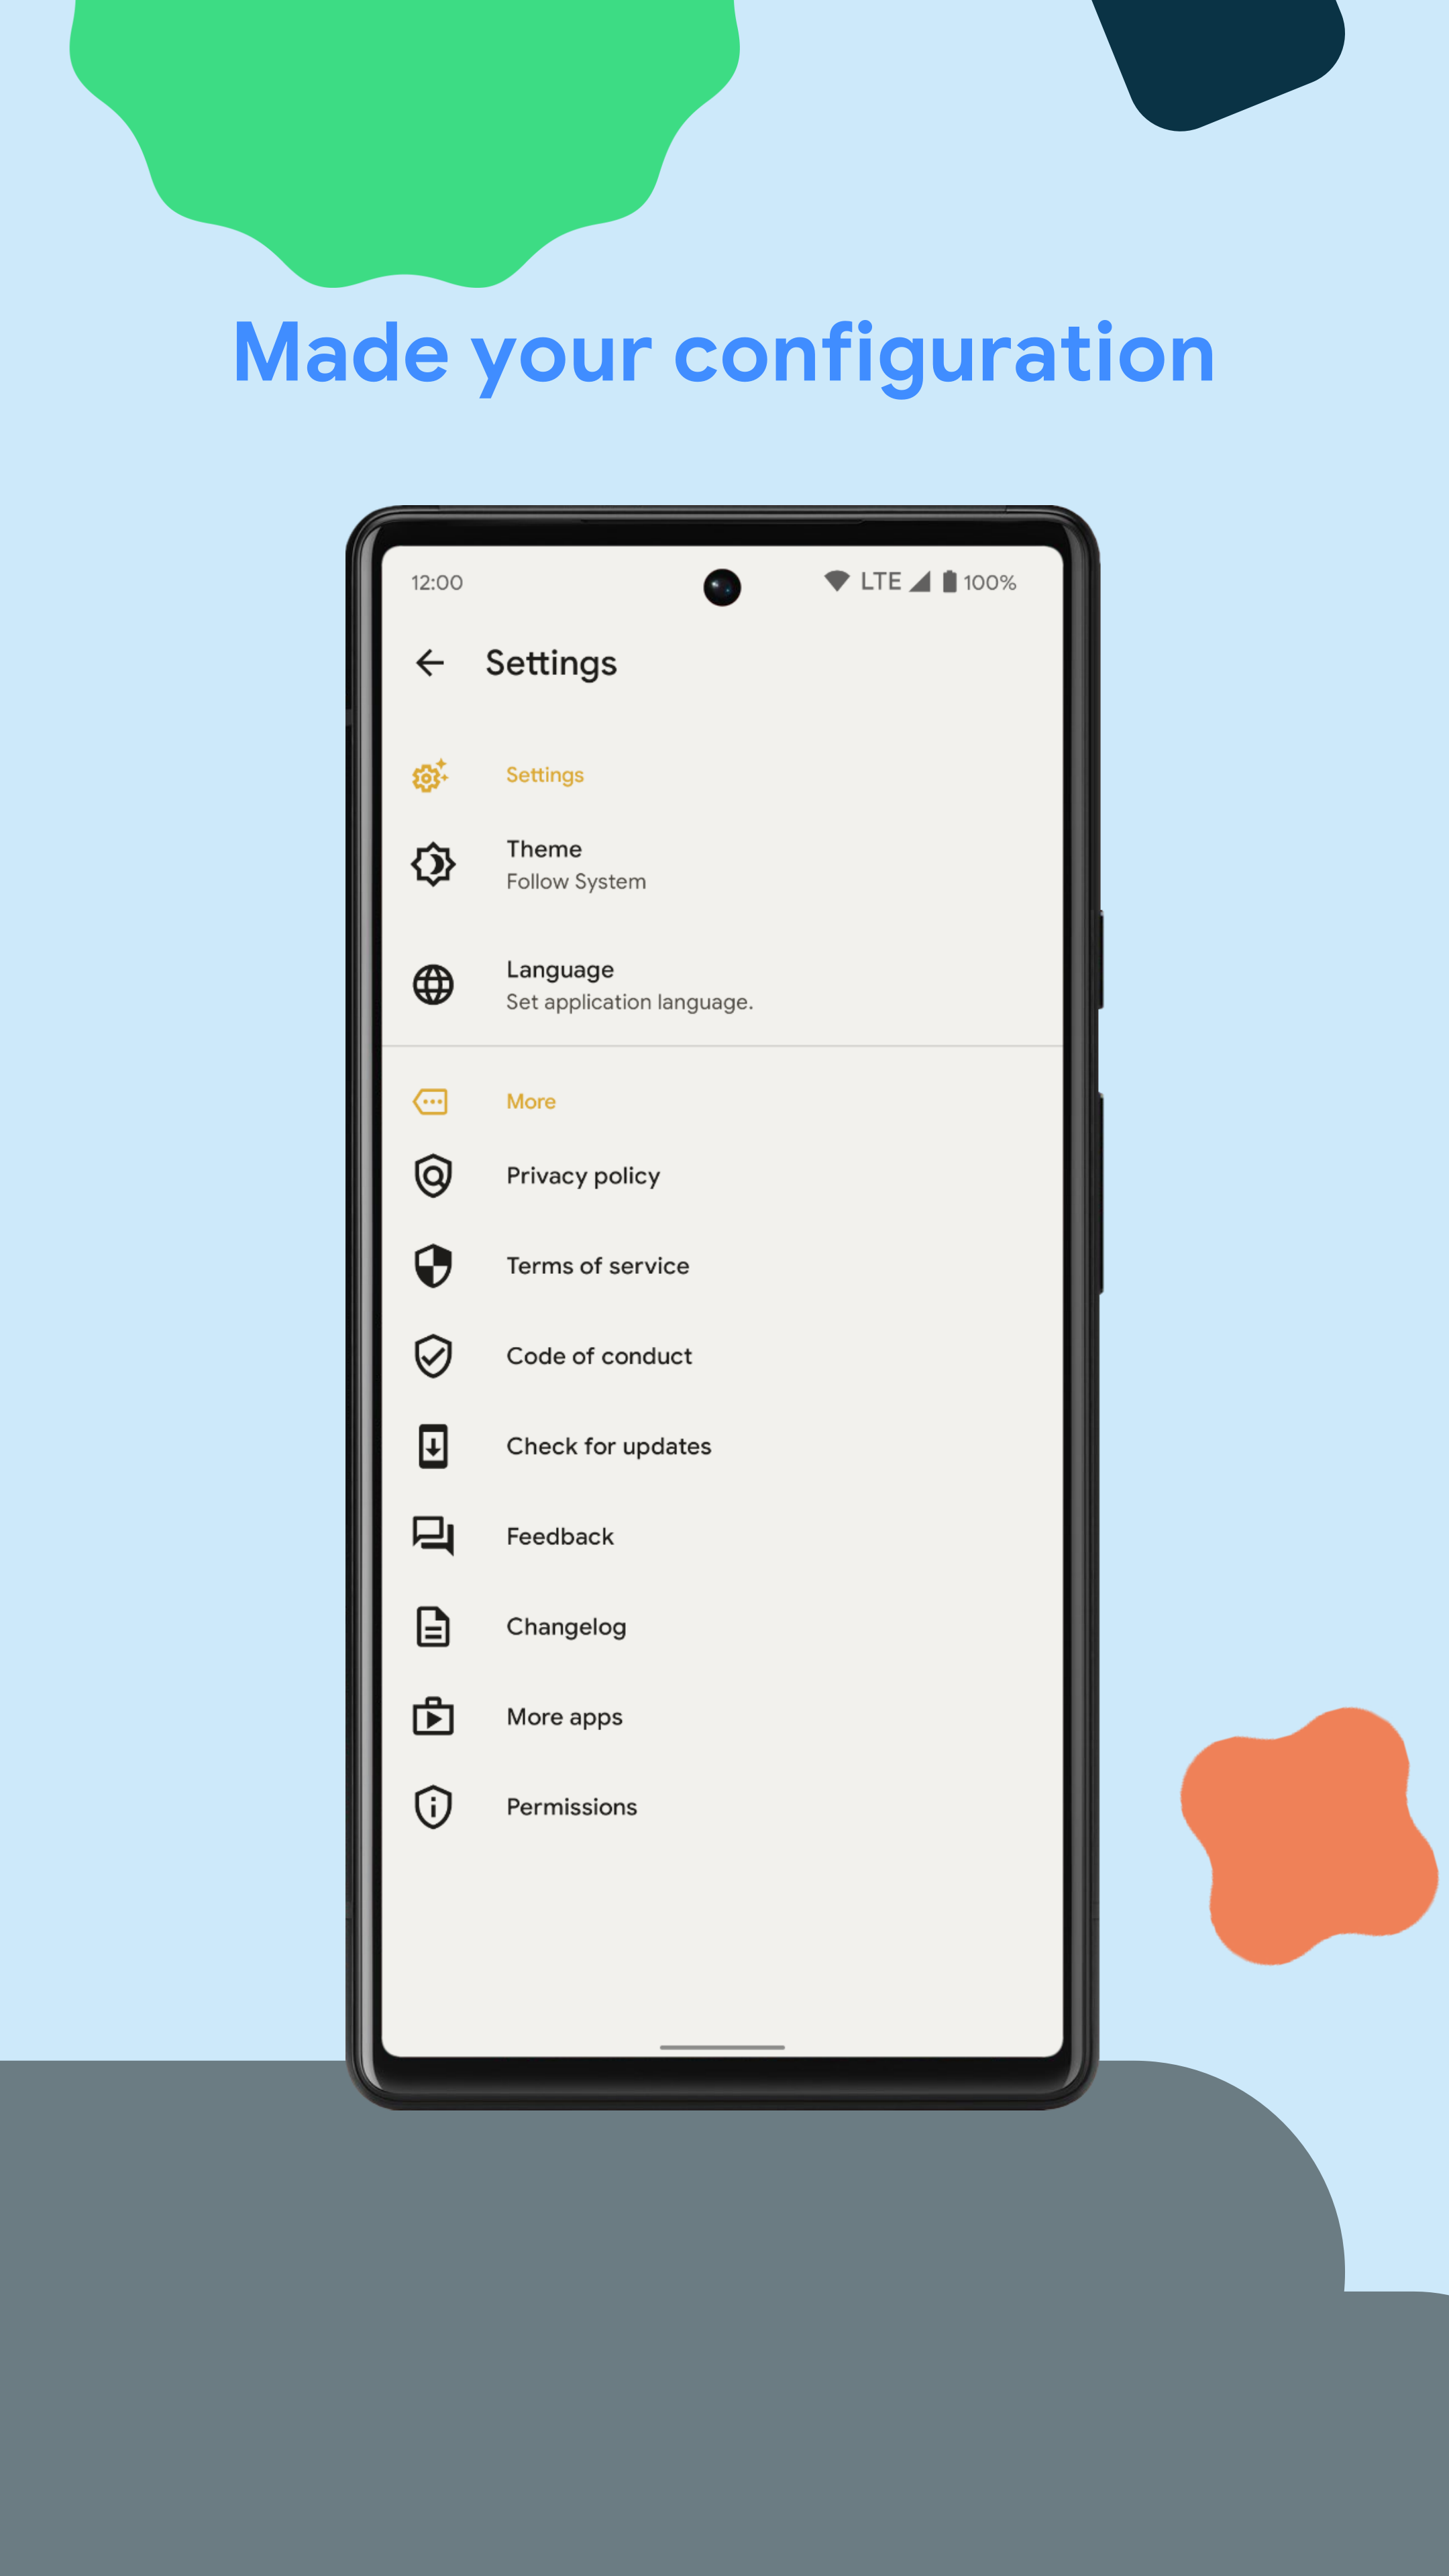 Made your configuration
12:00
LTE
100%
Settings
Settings
Theme
Follow System
Language
Set application language.
More
Privacy policy
Terms of service
Code of conduct
Check for updates
Feedback
Changelog
More apps
Permissions